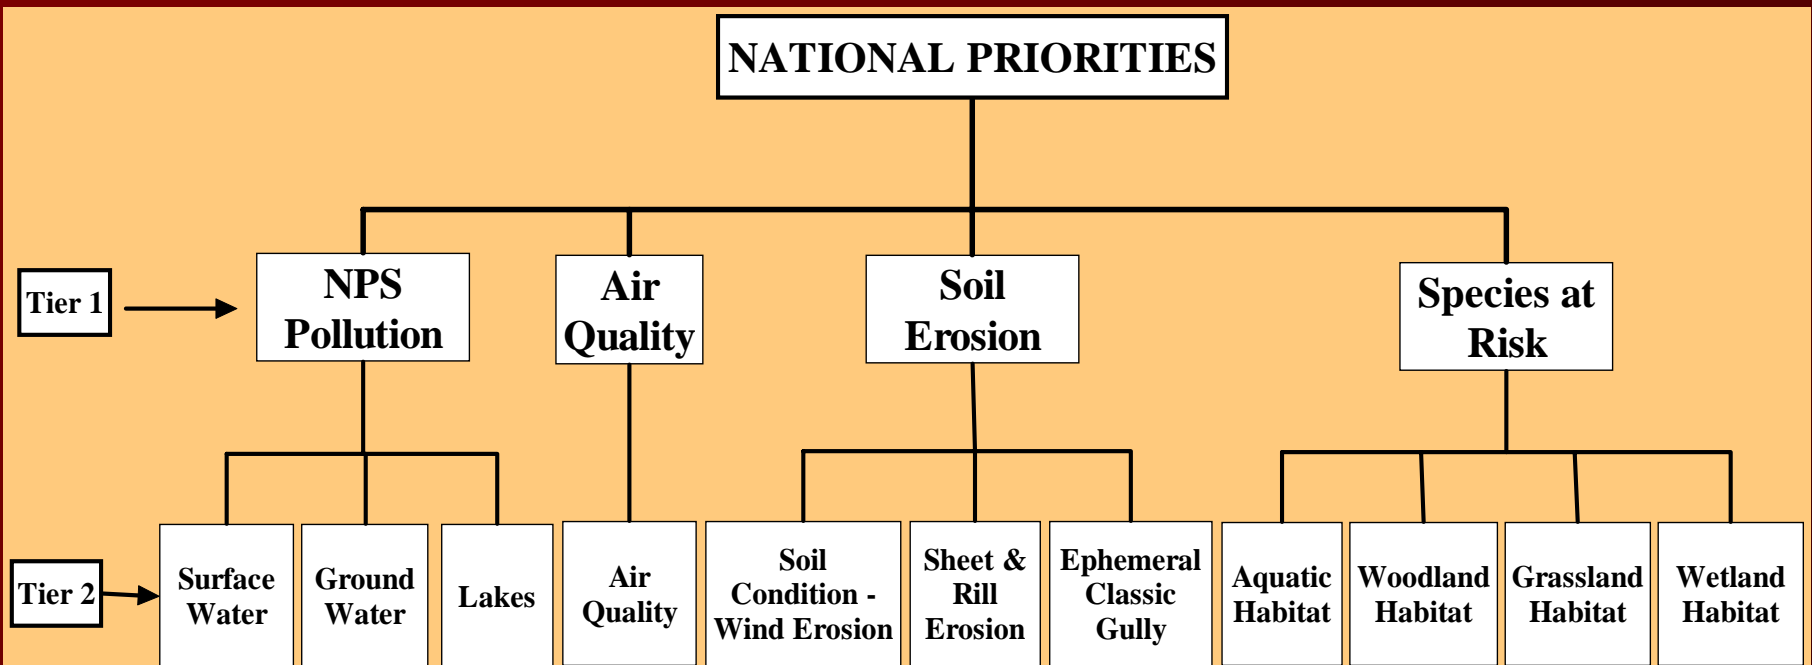 NATIONAL PRIORITIES
Tier 1
NPS
Pollution
Air
Quality
Soil
Erosion
Species at
Risk
Tier 2
Surface
Water
Ground
Water
Lakes
Air
Quality
Soil
Condition -
Wind Erosion
Sheet &
Rill
Erosion
Ephemeral
Classic
Gully
Aquatic
Habitat
Woodland
Habitat
Grassland
Habitat
Wetland
Habitat